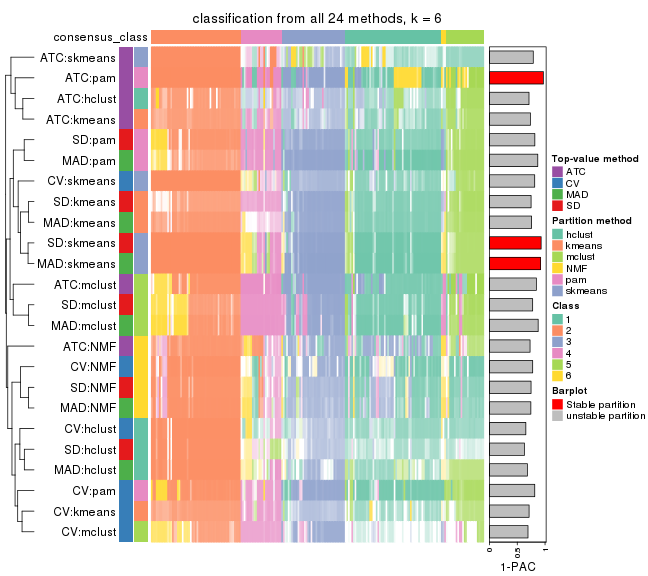 classification from all 24 methods, k = 6
consensus_class
ATC:skmeans
ATC:pam
ATC:hclust
ATC:kmeans
SD:pam
MAD:pam
CV:skmeans
SD:kmeans
MAD:kmeans
SD:skmeans
MAD:skmeans
ATC:mclust
SD:mclust
MAD:mclust
ATC:NMF
CV:NMF
SD:NMF
MAD:NMF
CV:hclust
SD:hclust
MAD:hclust
CV:pam
CV:kmeans
CV:mclust
0
0.5
1
1-PAC
Top-value method
ATC
CV
MAD
SD
Partition method
hclust
kmeans
mclust
NMF
pam
skmeans
Class
1
2
3
4
5
6
Barplot
Stable partition
unstable partition